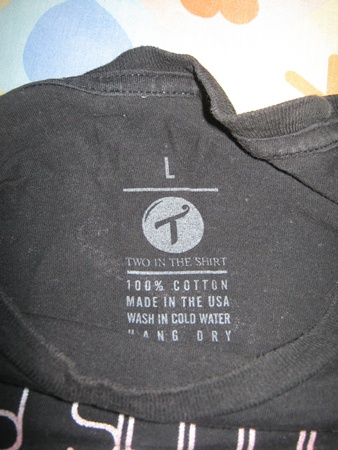 L
T
TWO IN THE SHIRT
100% COTTON
MADE IN THE USA
WASH IN COLD WATER
HANG DRY